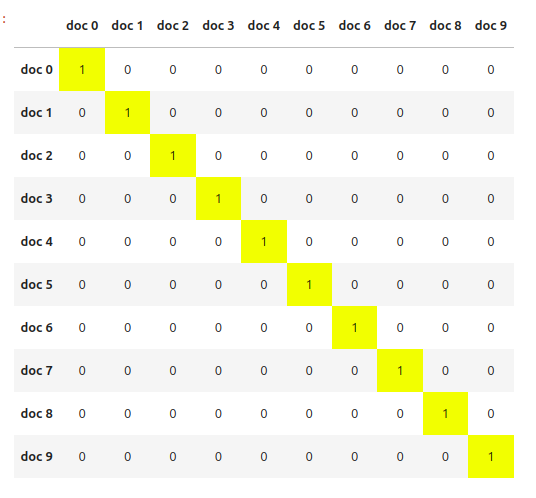 :
doc 0 doc 1 doc 2 doc 3 doc 4 doc 5 doc 6 doc 7 doc 8 doc 9
doc 0 1 0 0 0 0 0 0 0 0 0
doc 1 0 1 0 0 0 0 0 0 0 0
doc 2 0 0 1 0 0 0 0 0 0 0
doc 3 0 0 0 1 0 0 0 0 0 0
doc 4 0 0 0 0 1 0 0 0 0 0
doc 5 0 0 0 0 0 1 0 0 0 0
doc 6 0 0 0 0 0 0 1 0 0 0
doc 7 0 0 0 0 0 0 0 1 0 0
doc 8 0 0 0 0 0 0 0 0 1 0
doc 9 0 0 0 0 0 0 0 0 0 1